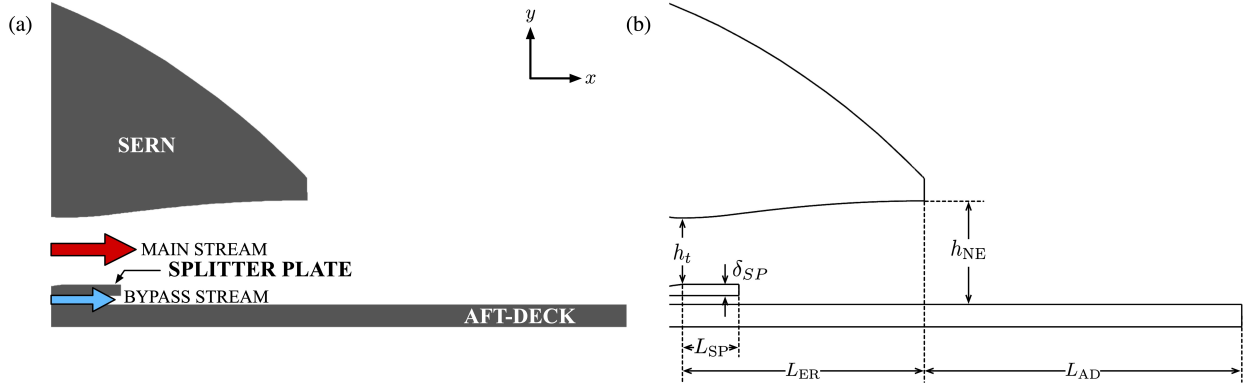 (a)
y
x
SERN
MAIN STREAM
SPLITTER PLATE
BYPASS STREAM
AFT-DECK
(b)
h_t
δ_SP
h_NE
L_SP
L_ER
L_AD